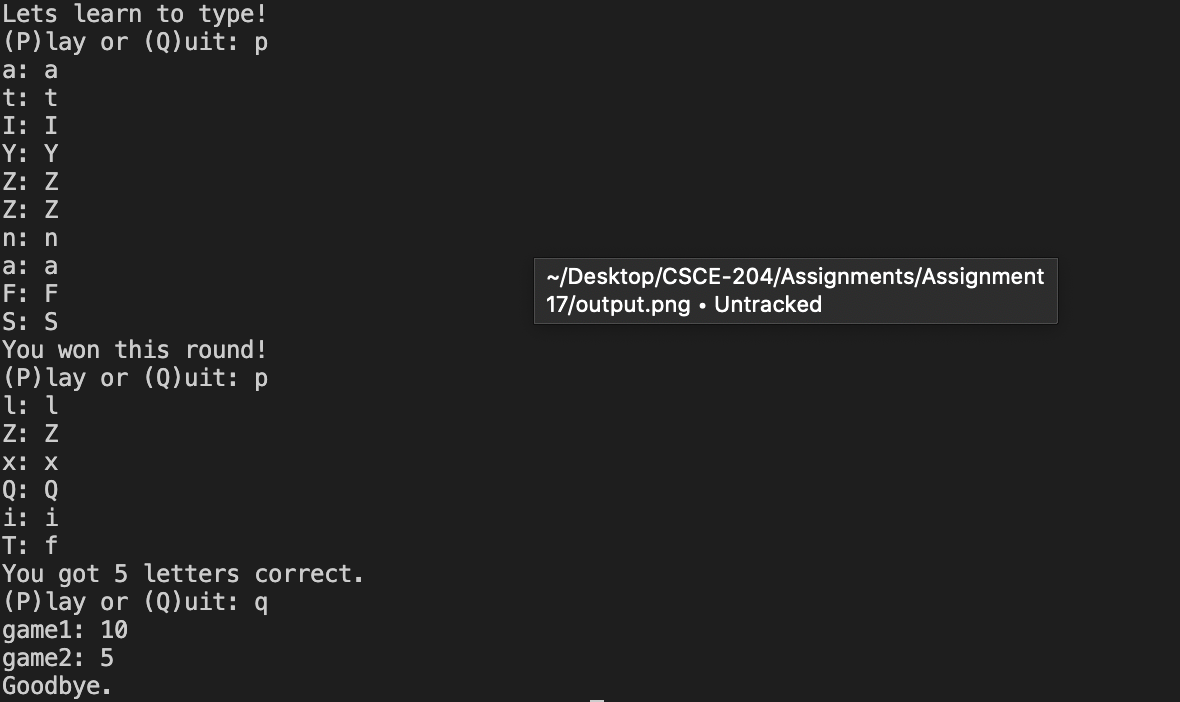 Lets learn to type!
(P)lay or (Q)uit: p
a: a
t: t
I: I
Y: Y
Z: Z
Z: Z
n: n
a: a
F: F
S: S
You won this round!
(P)lay or (Q)uit: p
l: l
Z: Z
x: x
Q: Q
i: i
T: f
You got 5 letters correct.
(P)lay or (Q)uit: q
game1: 10
game2: 5
Goodbye.
~/Desktop/CSCE-204/Assignments/Assignment
17/output.png • Untracked